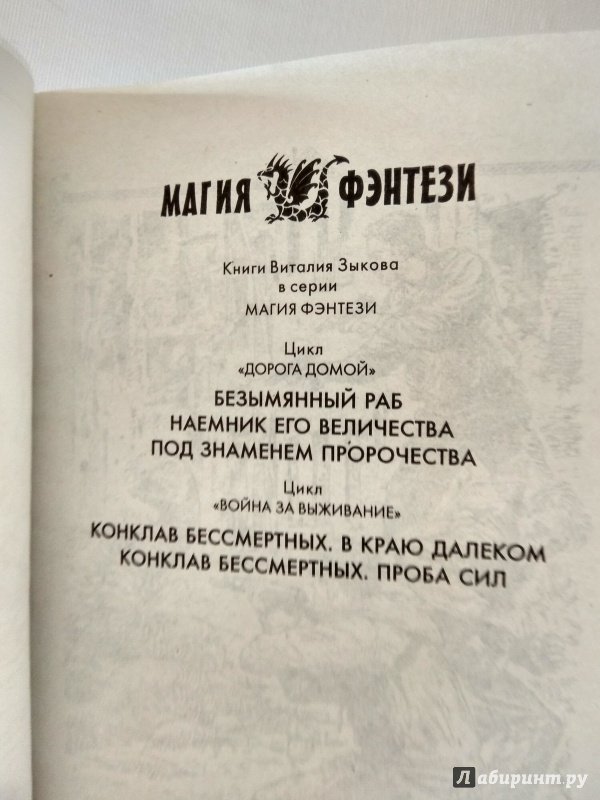 МАГИЯ ФЭНТЕЗИ
Книги Виталия Зыкова
в серии
МАГИЯ ФЭНТЕЗИ
Цикл
«ДОРОГА ДОМОЙ»
БЕЗЫМЯННЫЙ РАБ
НАЕМНИК ЕГО ВЕЛИЧЕСТВА
ПОД ЗНАМЕНЕМ ПРОРОЧЕСТВА
Цикл
«ВОЙНА ЗА ВЫЖИВАНИЕ»
КОНКЛАВ БЕССМЕРТНЫХ. В КРАЮ ДАЛЕКОМ
КОНКЛАВ БЕССМЕРТНЫХ. ПРОБА СИЛ
Лабиринт.ру